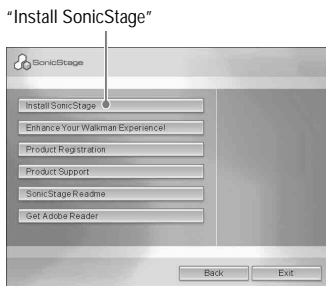 “Install SonicStage”
SonicStage
Install SonicStage
Enhance Your Walkman Experience!
Product Registration
Product Support
SonicStage Readme
Get Adobe Reader
Back Exit